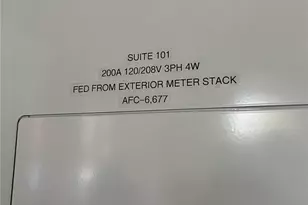 SUITE 101
200A 120/208V 3PH 4W
FED FROM EXTERIOR METER STACK
AFC-6,677